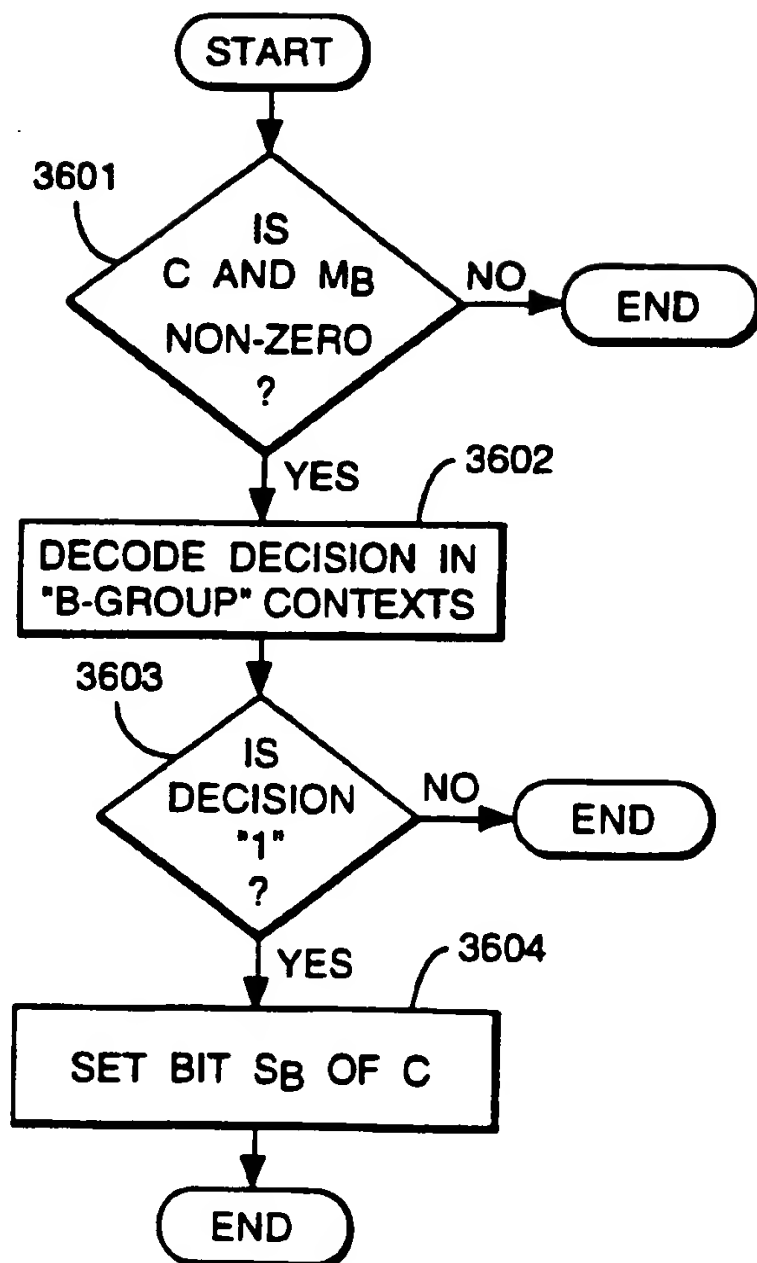 START
3601
IS
C AND MB
NON-ZERO
?
NO
END
YES
3602
DECODE DECISION IN
"B-GROUP" CONTEXTS
3603
IS
DECISION
"1"
?
NO
END
YES
3604
SET BIT SB OF C
END